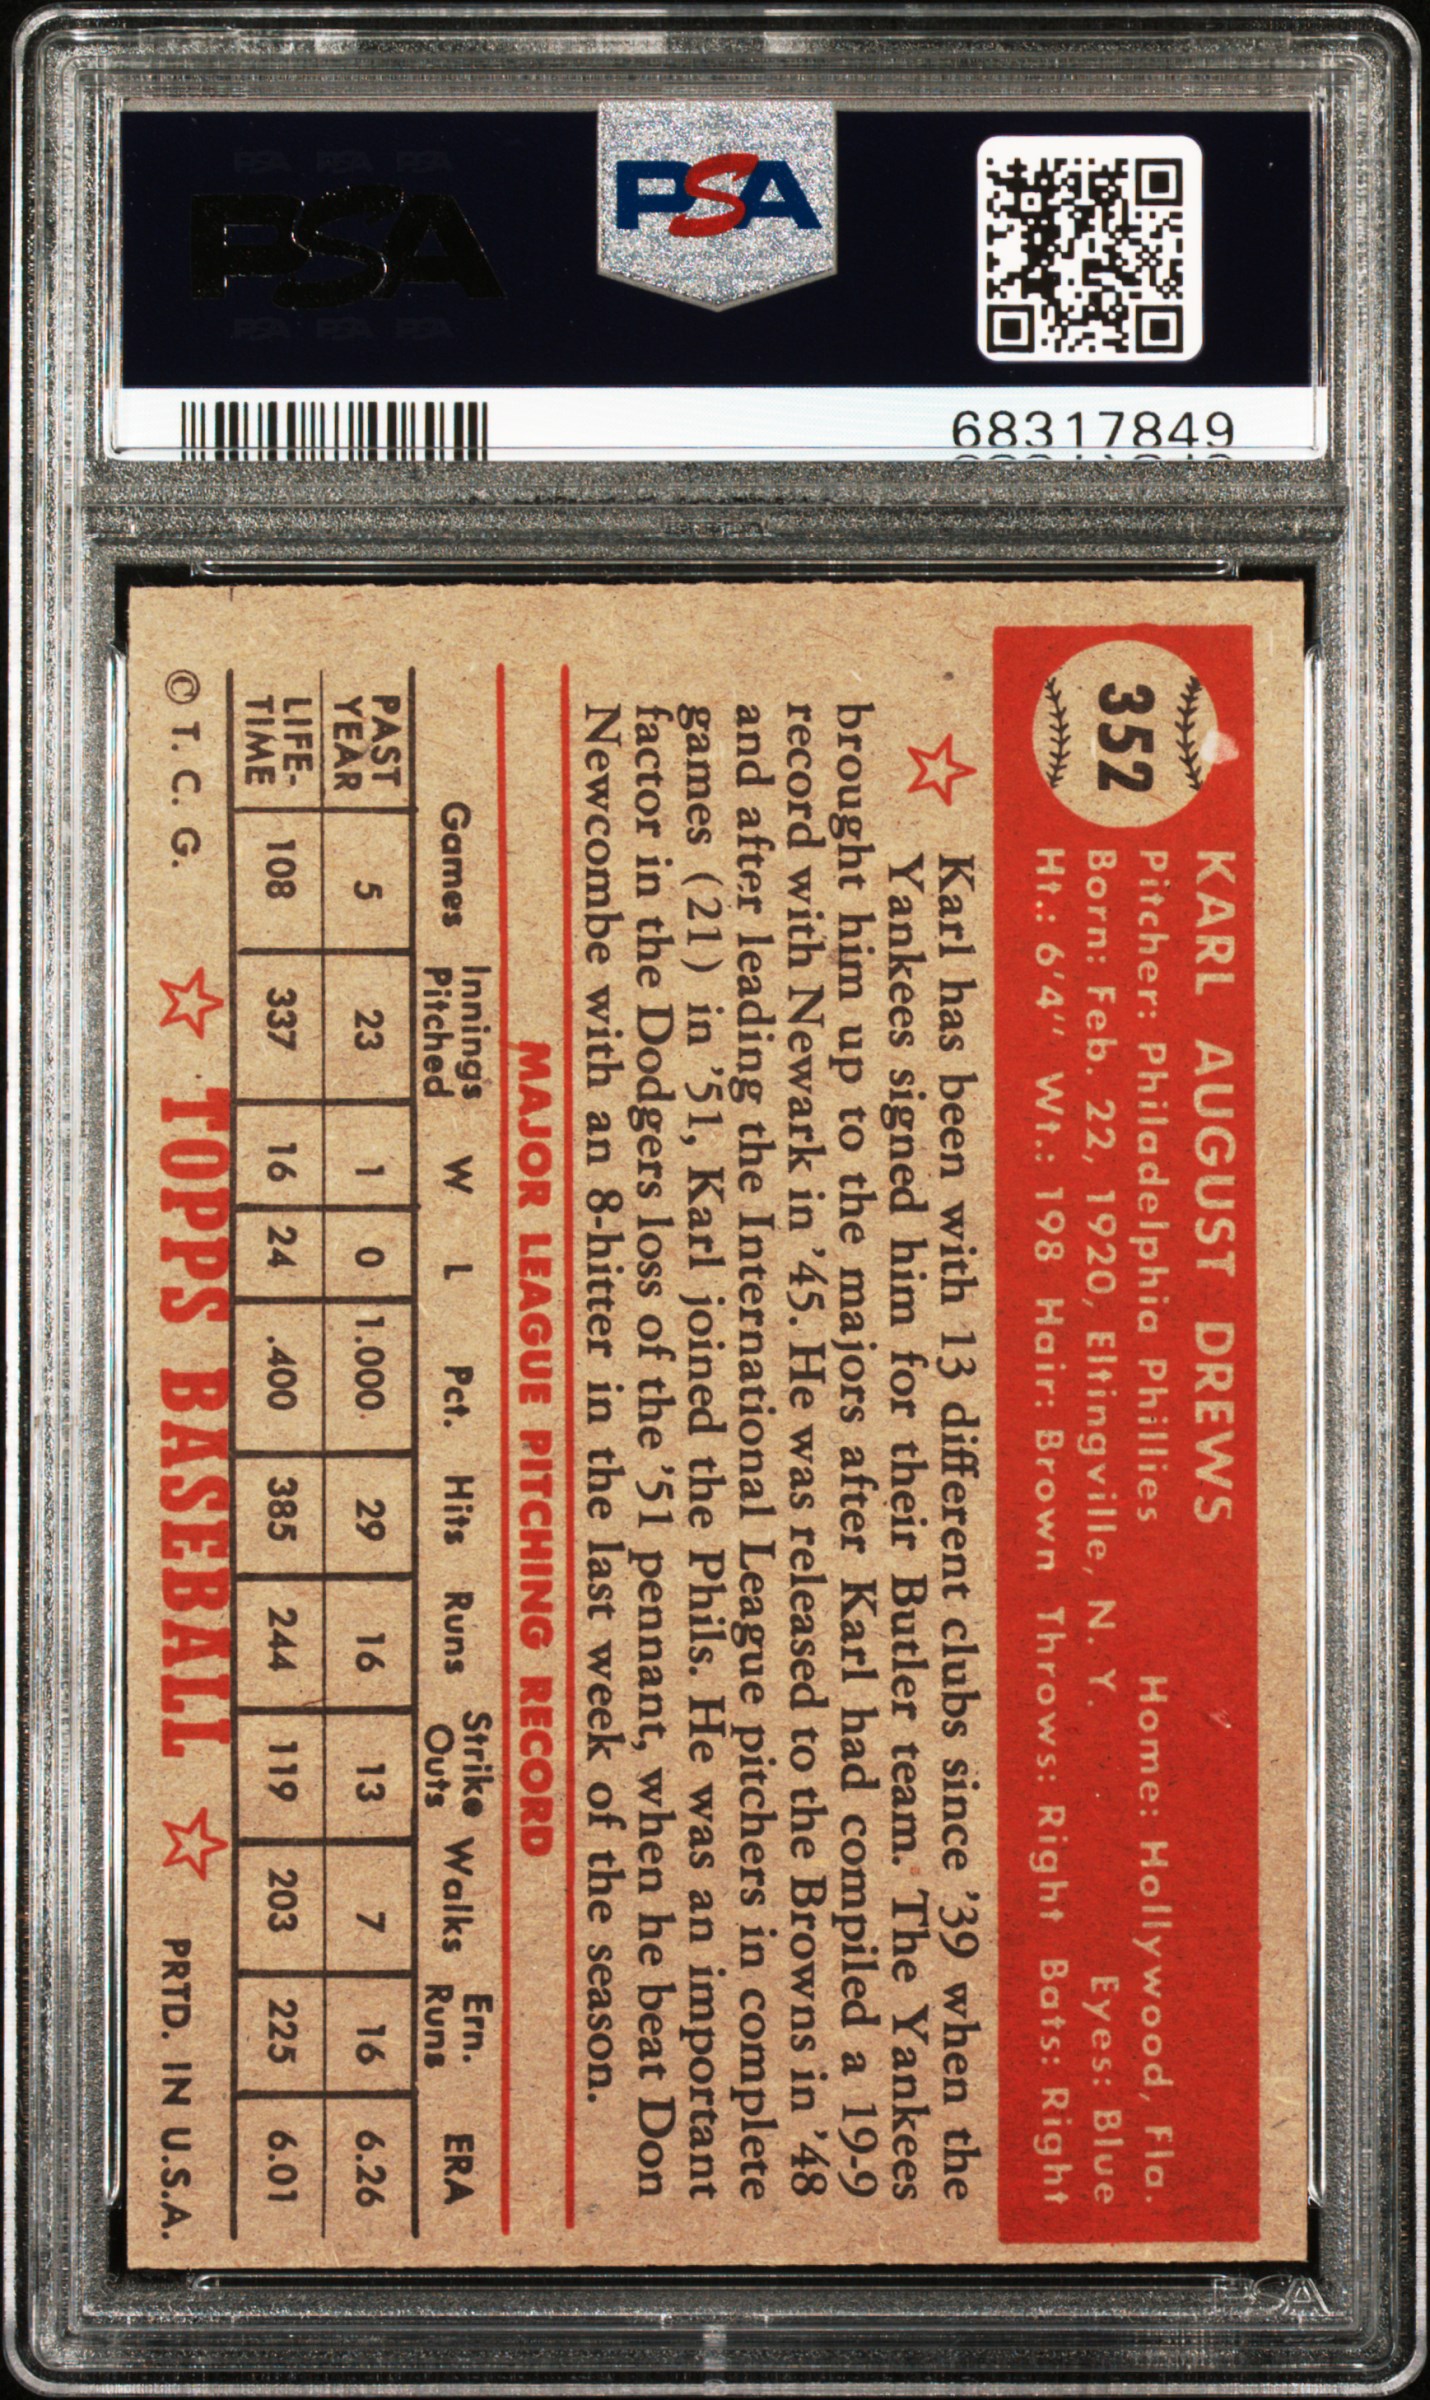 PSA PSA PSA
PSA
PSA PSA PSA
PSA
68317849
352
KARL AUGUST DREWS
Pitcher: Philadelphia Phillies Home: Hollywood, Fla.
Born: Feb. 22, 1920, Eltingville, N. Y. Eyes: Blue
Ht.: 6'4" Wt.: 198 Hair: Brown Throws: Right Bats: Right
Karl has been with 13 different clubs since '39 when the
Yankees signed him for their Butler team. The Yankees
brought him up to the majors after Karl had compiled a 19-9
record with Newark in '45. He was released to the Browns in '48
and after leading the International League pitchers in complete
games (21) in '51, Karl joined the Phils. He was an important
factor in the Dodgers loss of the '51 pennant, when he beat Don
Newcombe with an 8-hitter in the last week of the season.
MAJOR LEAGUE PITCHING RECORD
Games Innings Pitched W L Pct. Hits Runs Strike Outs Walks Ern. Runs ERA
PAST YEAR 5 23 1 0 1.000 29 16 13 7 16 6.26
LIFE-TIME 108 337 16 24 .400 385 244 119 203 225 6.01
© T. C. G. TOPPS BASEBALL PRTD. IN U.S.A.
PSA